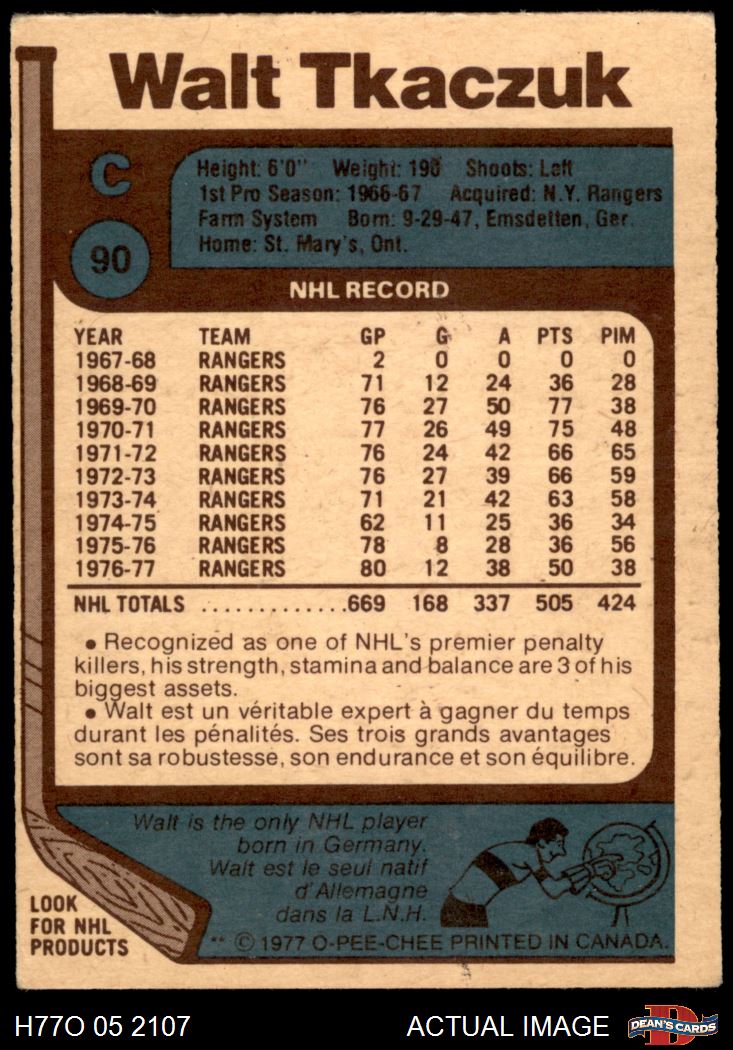 Walt Tkaczuk
C
90
Height: 6'0" Weight: 190 Shoots: Left
1st Pro Season: 1966-67 Acquired: N.Y. Rangers
Farm System Born: 9-29-47, Emsdetten, Ger.
Home: St. Mary's, Ont.
NHL RECORD
YEAR TEAM GP G A PTS PIM
1967-68 RANGERS 2 0 0 0 0
1968-69 RANGERS 71 12 24 36 28
1969-70 RANGERS 76 27 50 77 38
1970-71 RANGERS 77 26 49 75 48
1971-72 RANGERS 76 24 42 66 65
1972-73 RANGERS 76 27 39 66 59
1973-74 RANGERS 71 21 42 63 58
1974-75 RANGERS 62 11 25 36 34
1975-76 RANGERS 78 8 28 36 56
1976-77 RANGERS 80 12 38 50 38
NHL TOTALS .............669 168 337 505 424
• Recognized as one of NHL's premier penalty
killers, his strength, stamina and balance are 3 of his
biggest assets.
• Walt est un véritable expert à gagner du temps
durant les pénalités. Ses trois grands avantages
sont sa robustesse, son endurance et son équilibre.
Walt is the only NHL player
born in Germany.
Walt est le seul natif
d'Allemagne
dans la L.N.H.
LOOK
FOR NHL
PRODUCTS
** © 1977 O-PEE-CHEE PRINTED IN CANADA.
H77O 05 2107 ACTUAL IMAGE DEAN'S CARDS